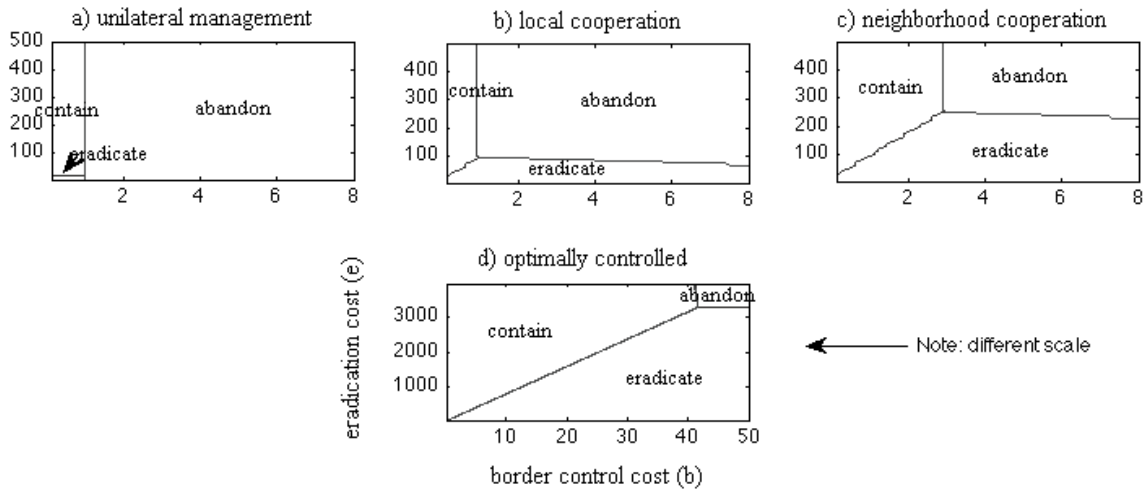 a) unilateral management
b) local cooperation
c) neighborhood cooperation
500
400
300
200
100
contain
abandon
eradicate
2
4
6
8
400
300
200
100
contain
abandon
eradicate
2
4
6
8
400
300
200
100
contain
abandon
eradicate
2
4
6
8
d) optimally controlled
eradication cost (e)
3000
2000
1000
contain
abandon
eradicate
10
20
30
40
50
border control cost (b)
Note: different scale